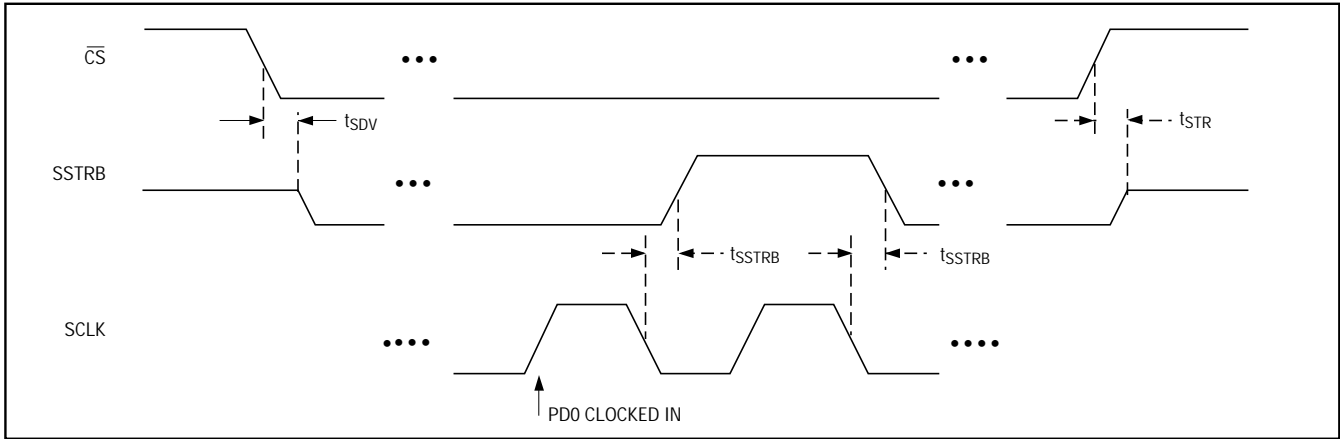 CS
tSDV
tSTR
SSTRB
tSSTRB
tSSTRB
SCLK
PD0 CLOCKED IN